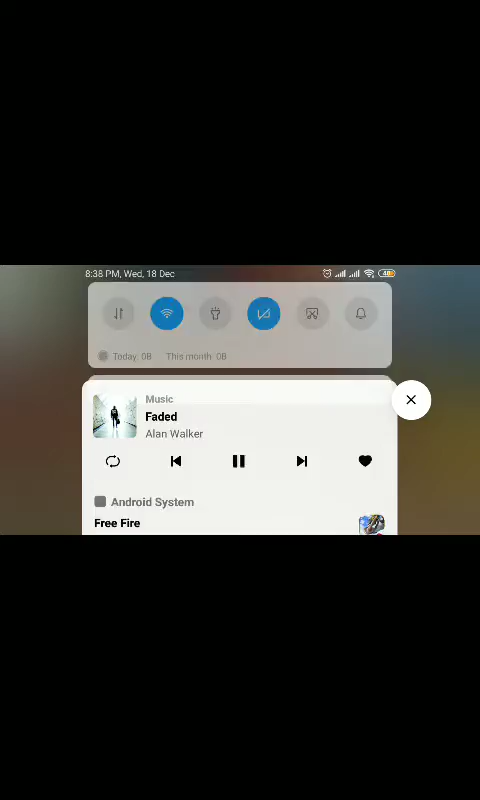 8:38 PM, Wed, 18 Dec
Today: 0B This month: 0B
Music
Faded
Alan Walker
Android System
Free Fire